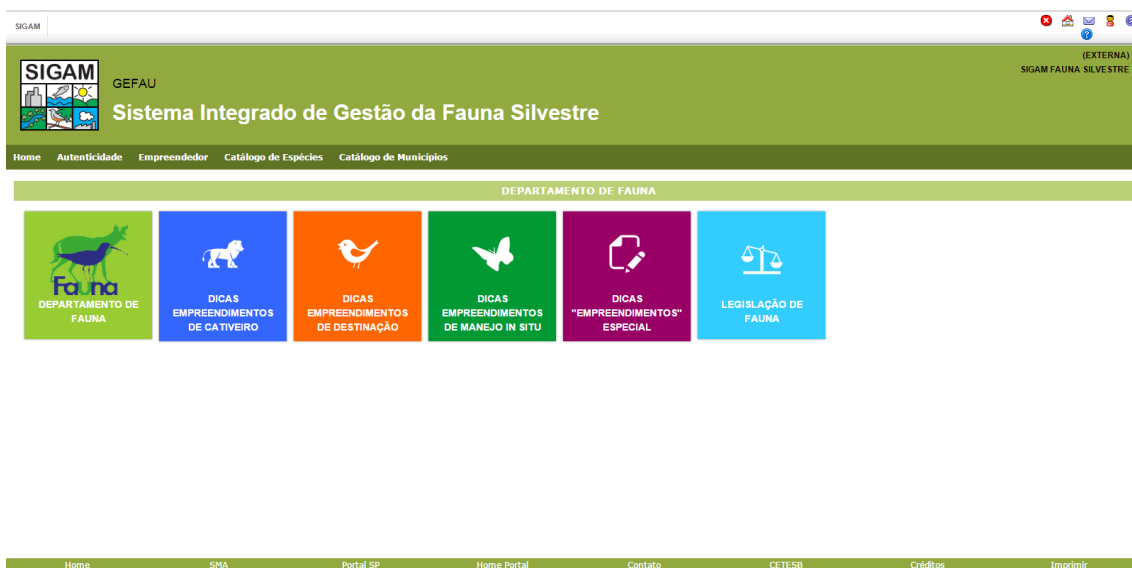 SIGAM
(EXTERNA)
SIGAM FAUNA SILVESTRE
SIGAM
GEFAU
Sistema Integrado de Gestão da Fauna Silvestre
Home Autenticidade Empreendedor Catálogo de Espécies Catálogo de Municípios
DEPARTAMENTO DE FAUNA
Fauna
DEPARTAMENTO DE
FAUNA
DICAS
EMPREENDIMENTOS
DE CATIVEIRO
DICAS
EMPREENDIMENTOS
DE DESTINAÇÃO
DICAS
EMPREENDIMENTOS
DE MANEJO IN SITU
DICAS
"EMPREENDIMENTOS"
ESPECIAL
LEGISLAÇÃO DE
FAUNA
Home SMA Portal SP Home Portal Contato CETESB Créditos Imprimir